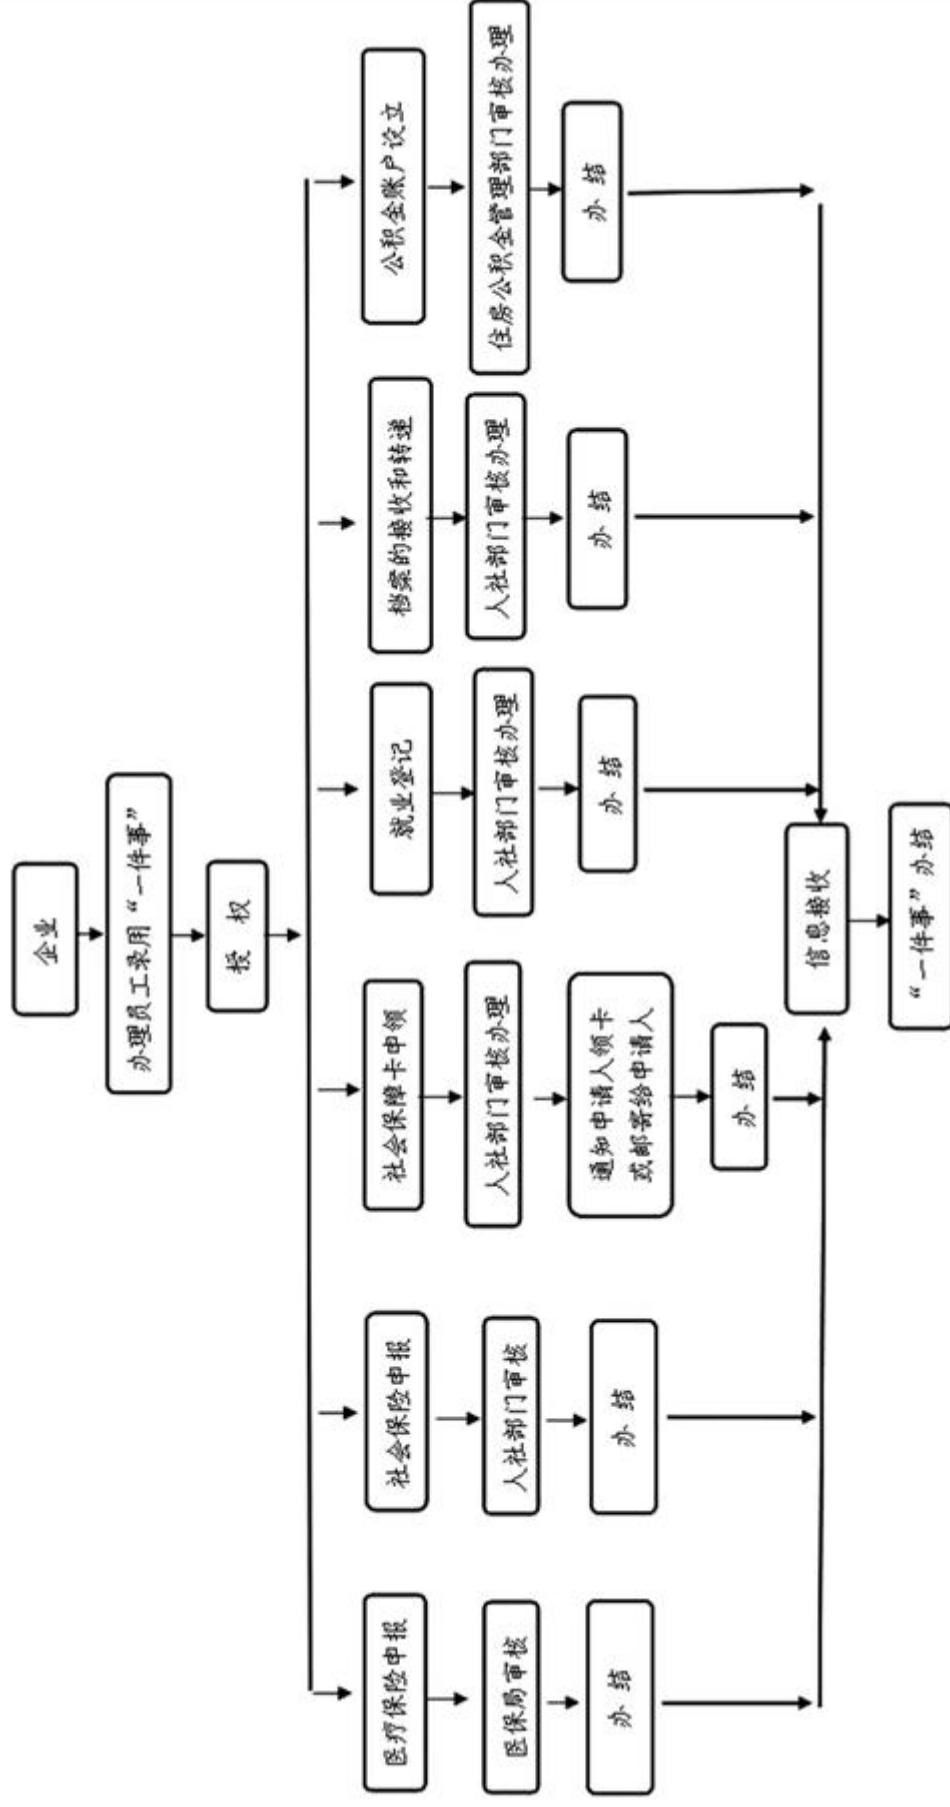 企业
办理员工录用“一件事”
授 权
医疗保险申报
社会保险申报
社会保障卡申领
就业登记
档案的接收和转递
公积金账户设立
医保局审核
人社部门审核
人社部门审核办理
人社部门审核办理
人社部门审核办理
住房公积金管理部门审核办理
办 结
办 结
通知申请人领卡
或邮寄给申请人
办 结
办 结
办 结
办 结
信息接收
“一件事”办结